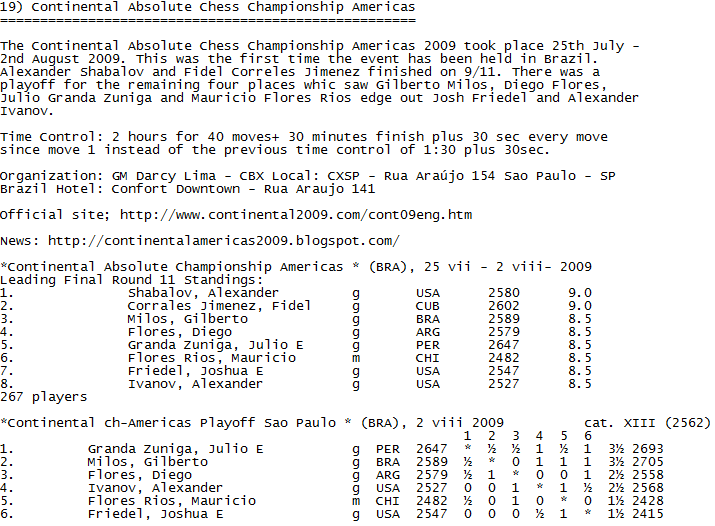 19) Continental Absolute Chess Championship Americas
====================================================
The Continental Absolute Chess Championship Americas 2009 took place 25th July -
2nd August 2009. This was the first time the event has been held in Brazil.
Alexander Shabalov and Fidel Correles Jimenez finished on 9/11. There was a
playoff for the remaining four places whic saw Gilberto Milos, Diego Flores,
Julio Granda Zuniga and Mauricio Flores Rios edge out Josh Friedel and Alexander
Ivanov.
Time Control: 2 hours for 40 moves+ 30 minutes finish plus 30 sec every move
since move 1 instead of the previous time control of 1:30 plus 30sec.
Organization: GM Darcy Lima - CBX Local: CXSP - Rua Araújo 154 Sao Paulo - SP
Brazil Hotel: Confort Downtown - Rua Araujo 141
Official site; http://www.continental2009.com/cont09eng.htm
News: http://continentalamericas2009.blogspot.com/
*Continental Absolute Championship Americas * (BRA), 25 vii - 2 viii- 2009
Leading Final Round 11 Standings:
1. Shabalov, Alexander g USA 2580 9.0
2. Corrales Jimenez, Fidel g CUB 2602 9.0
3. Milos, Gilberto g BRA 2589 8.5
4. Flores, Diego g ARG 2579 8.5
5. Granda Zuniga, Julio E g PER 2647 8.5
6. Flores Rios, Mauricio m CHI 2482 8.5
7. Friedel, Joshua E g USA 2547 8.5
8. Ivanov, Alexander g USA 2527 8.5
267 players
*Continental ch-Americas Playoff Sao Paulo * (BRA), 2 viii 2009 cat. XIII (2562)
1 2 3 4 5 6
1. Granda Zuniga, Julio E g PER 2647 * ½ ½ 1 ½ 1 3½ 2693
2. Milos, Gilberto g BRA 2589 ½ * 0 1 1 1 3½ 2705
3. Flores, Diego g ARG 2579 ½ 1 * 0 0 1 2½ 2558
4. Ivanov, Alexander g USA 2527 0 0 1 * 1 ½ 2½ 2568
5. Flores Rios, Mauricio m CHI 2482 ½ 0 1 0 * 0 1½ 2428
6. Friedel, Joshua E g USA 2547 0 0 0 ½ 1 * 1½ 2415